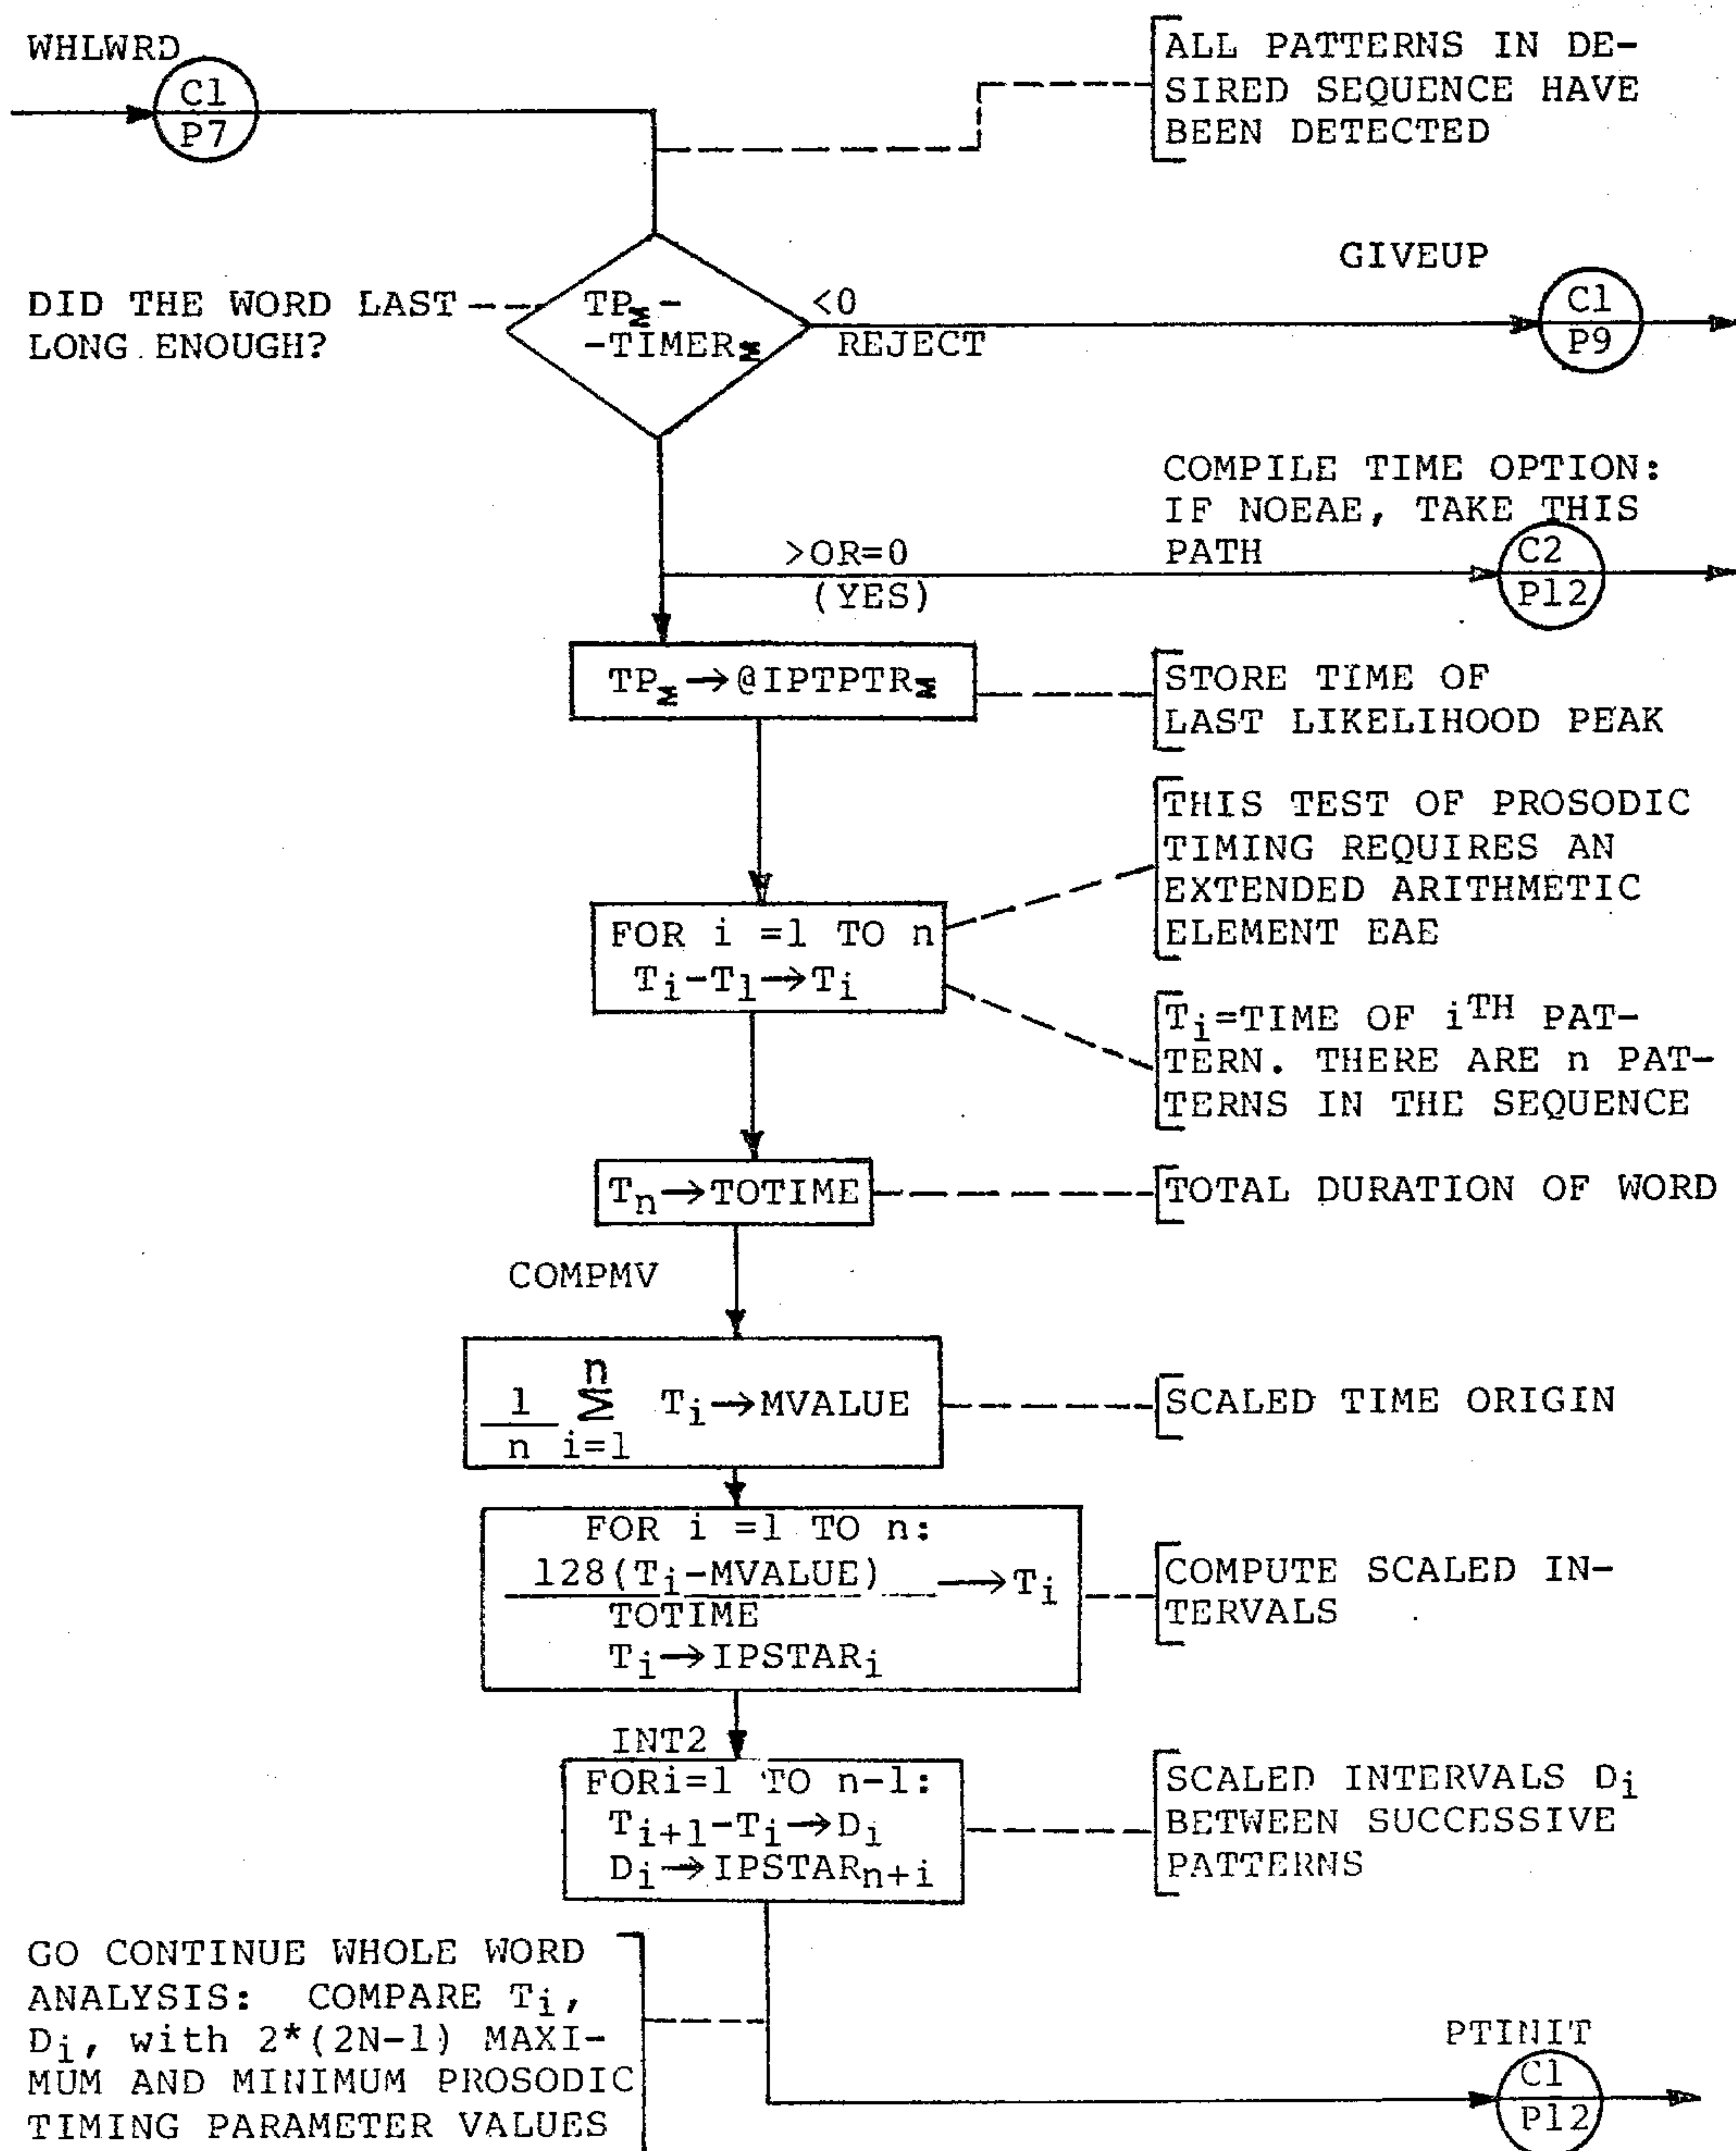 WHLWRD
C1
P7
ALL PATTERNS IN DE-
SIRED SEQUENCE HAVE
BEEN DETECTED
DID THE WORD LAST
LONG ENOUGH?
TPΣ -
-TIMERΣ
<0
REJECT
GIVEUP
C1
P9
COMPILE TIME OPTION:
IF NOEAE, TAKE THIS
PATH
>OR=0
(YES)
C2
P12
TPΣ→@IPTPTRΣ
STORE TIME OF
LAST LIKELIHOOD PEAK
FOR i =1 TO n
Ti-T1→Ti
THIS TEST OF PROSODIC
TIMING REQUIRES AN
EXTENDED ARITHMETIC
ELEMENT EAE
Ti=TIME OF iTH PAT-
TERN. THERE ARE n PAT-
TERNS IN THE SEQUENCE
Tn→TOTIME
TOTAL DURATION OF WORD
COMPMV
1/n Σ i=1 n Ti→MVALUE
SCALED TIME ORIGIN
FOR i =1 TO n:
128(Ti-MVALUE) →Ti
TOTIME
Ti→IPSTARi
COMPUTE SCALED IN-
TERVALS
INT2
FORi=1 TO n-1:
Ti+1-Ti→Di
Di→IPSTARn+i
SCALED INTERVALS Di
BETWEEN SUCCESSIVE
PATTERNS
GO CONTINUE WHOLE WORD
ANALYSIS: COMPARE Ti,
Di, with 2*(2N-1) MAXI-
MUM AND MINIMUM PROSODIC
TIMING PARAMETER VALUES
PTINIT
C1
P12